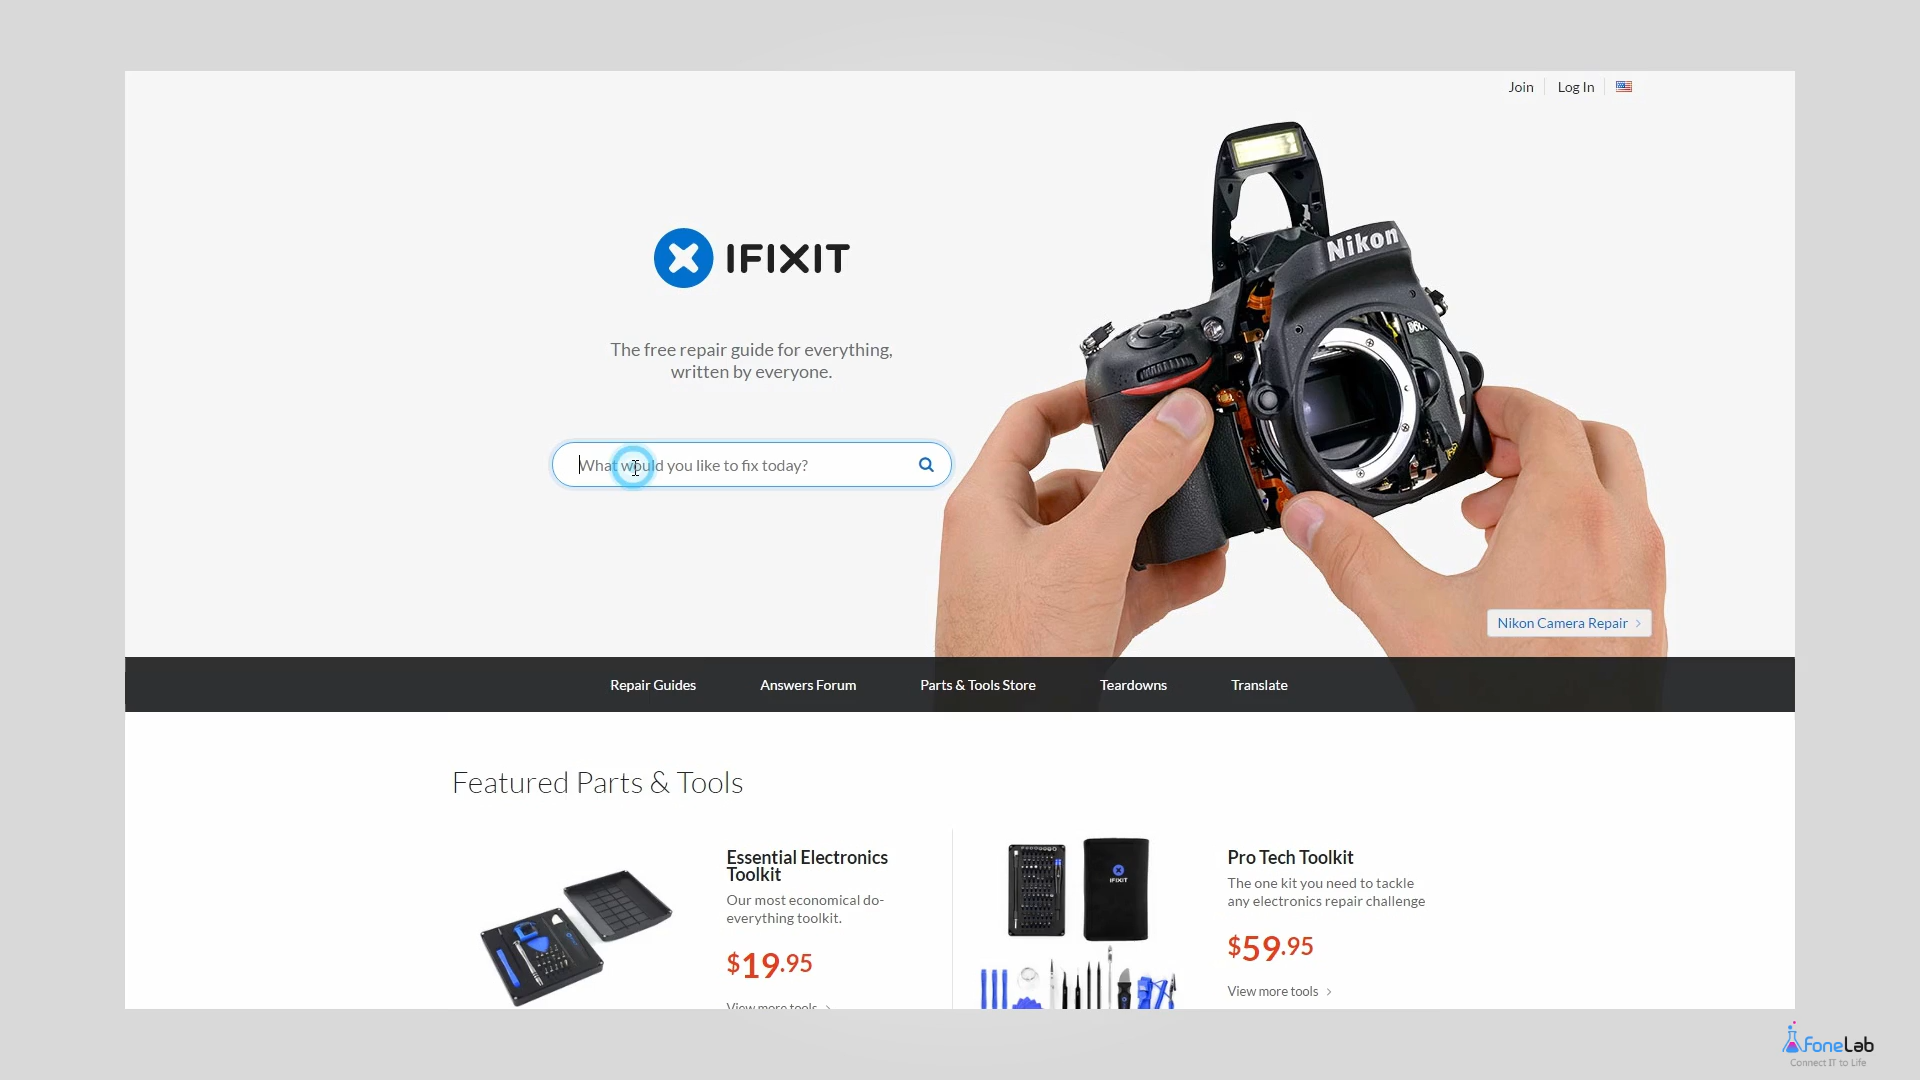 Join
Log In
IFIXIT
Nikon
D60
The free repair guide for everything,
written by everyone.
What would you like to fix today?
Nikon Camera Repair
Repair Guides
Answers Forum
Parts & Tools Store
Teardowns
Translate
Featured Parts & Tools
Essential Electronics
Toolkit
Our most economical do-
everything toolkit.
$19.95
View more tools
IFIXIT
Pro Tech Toolkit
The one kit you need to tackle
any electronics repair challenge
$59.95
View more tools
FoneLab
Connect IT to Life